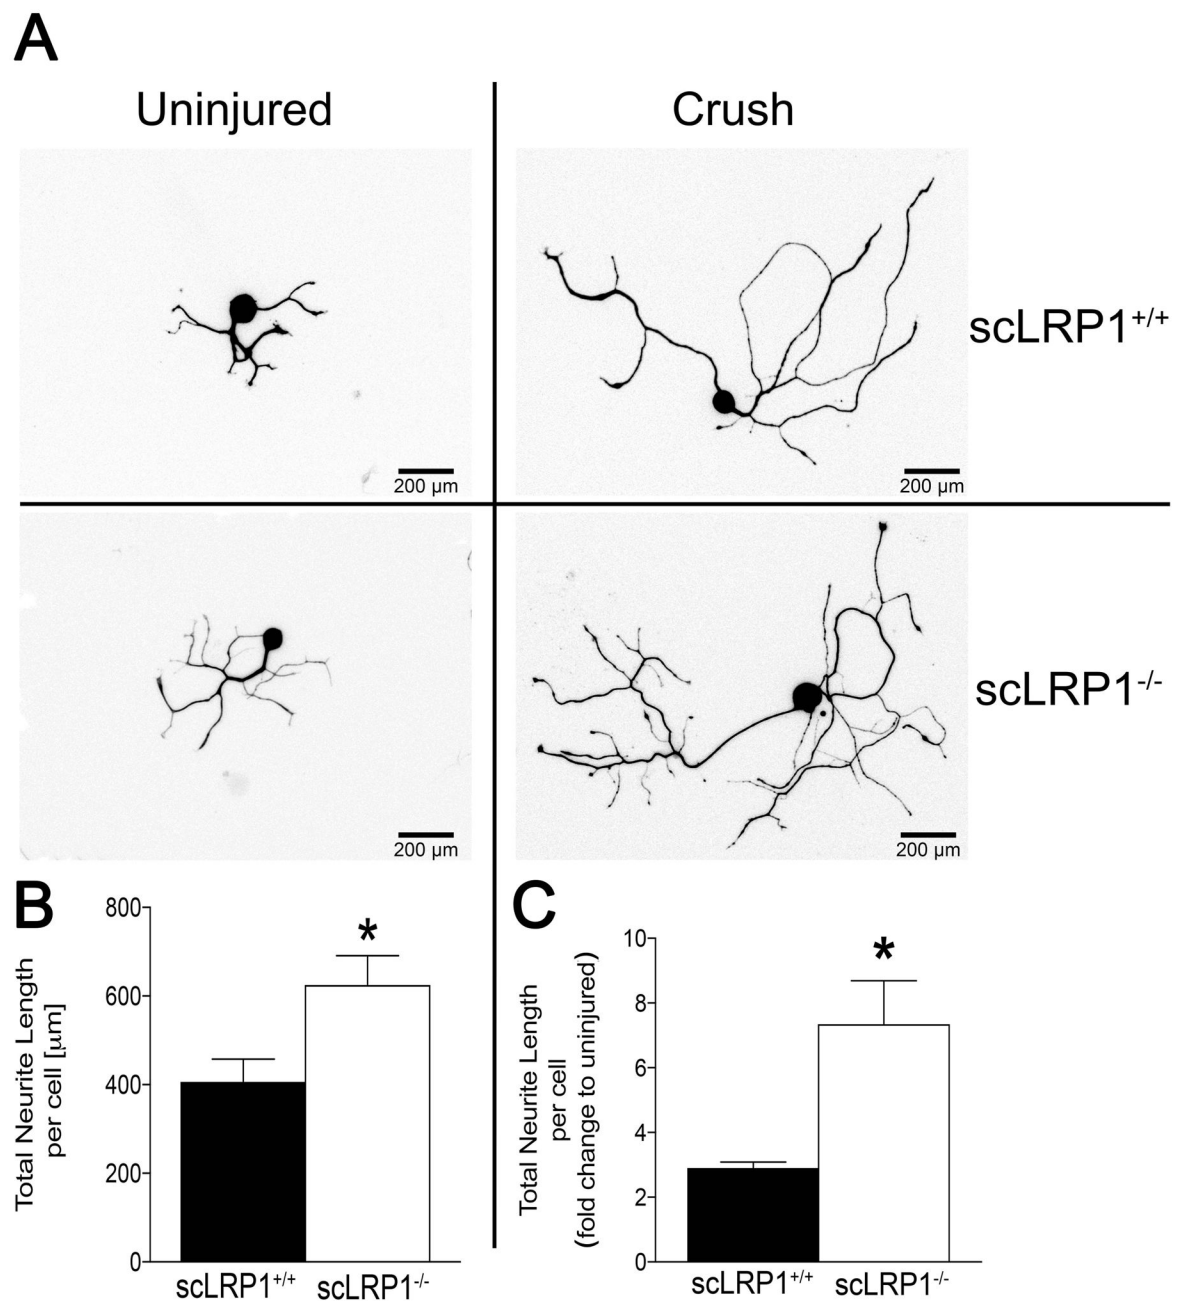 A
Uninjured
Crush
scLRP1+/+
200 µm
200 µm
scLRP1-/-
200 µm
200 µm
B
Total Neurite Length
per cell [µm]
800
600
400
200
0
*
scLRP1+/+
scLRP1-/-
C
Total Neurite Length
per cell
(fold change to uninjured)
10
8
6
4
2
0
*
scLRP1+/+
scLRP1-/-